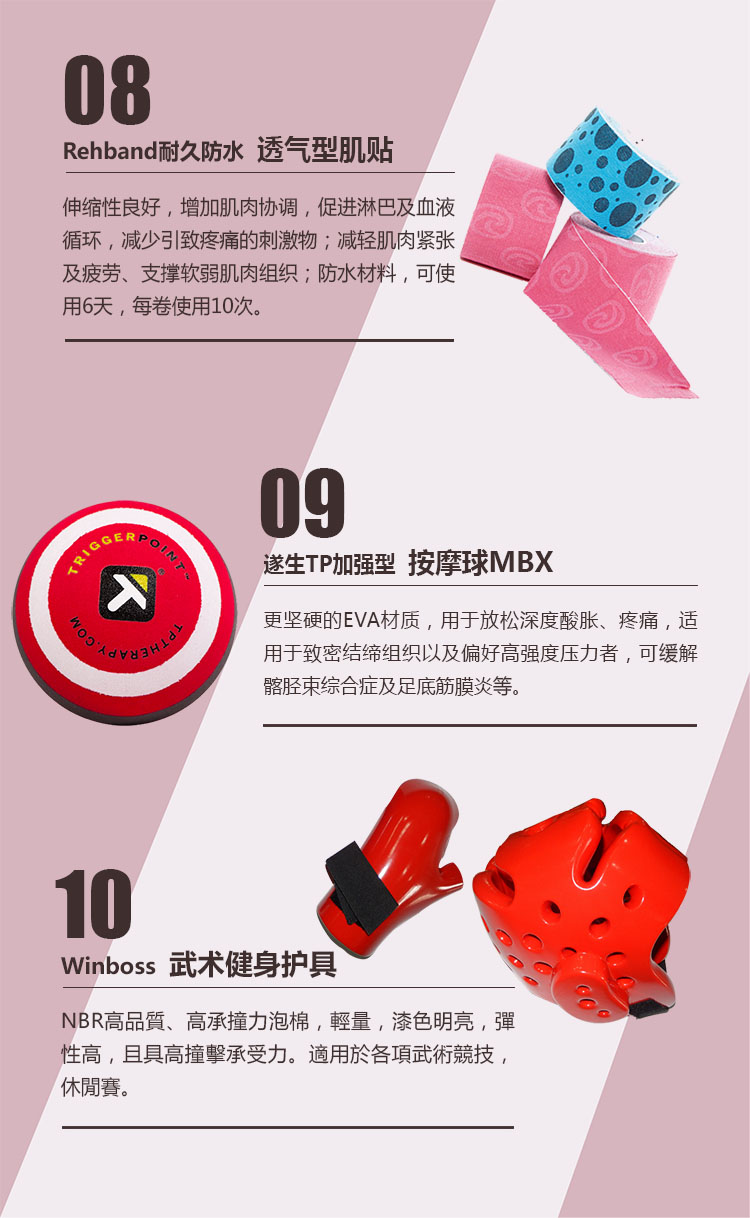 08
Rehband耐久防水 透气型肌贴
伸缩性良好，增加肌肉协调，促进淋巴及血液
循环，减少引致疼痛的刺激物；减轻肌肉紧张
及疲劳、支撑软弱肌肉组织；防水材料，可使
用6天，每卷使用10次。
09
遂生TP加强型 按摩球MBX
TRIGGERPOINT™
®
TPTHERAPY.COM
更坚硬的EVA材质，用于放松深度酸胀、疼痛，适
用于致密结缔组织以及偏好高强度压力者，可缓解
髂胫束综合症及足底筋膜炎等。
10
Winboss 武术健身护具
NBR高品質、高承撞力泡棉，輕量，漆色明亮，彈
性高，且具高撞擊承受力。適用於各項武術競技，
休閒賽。